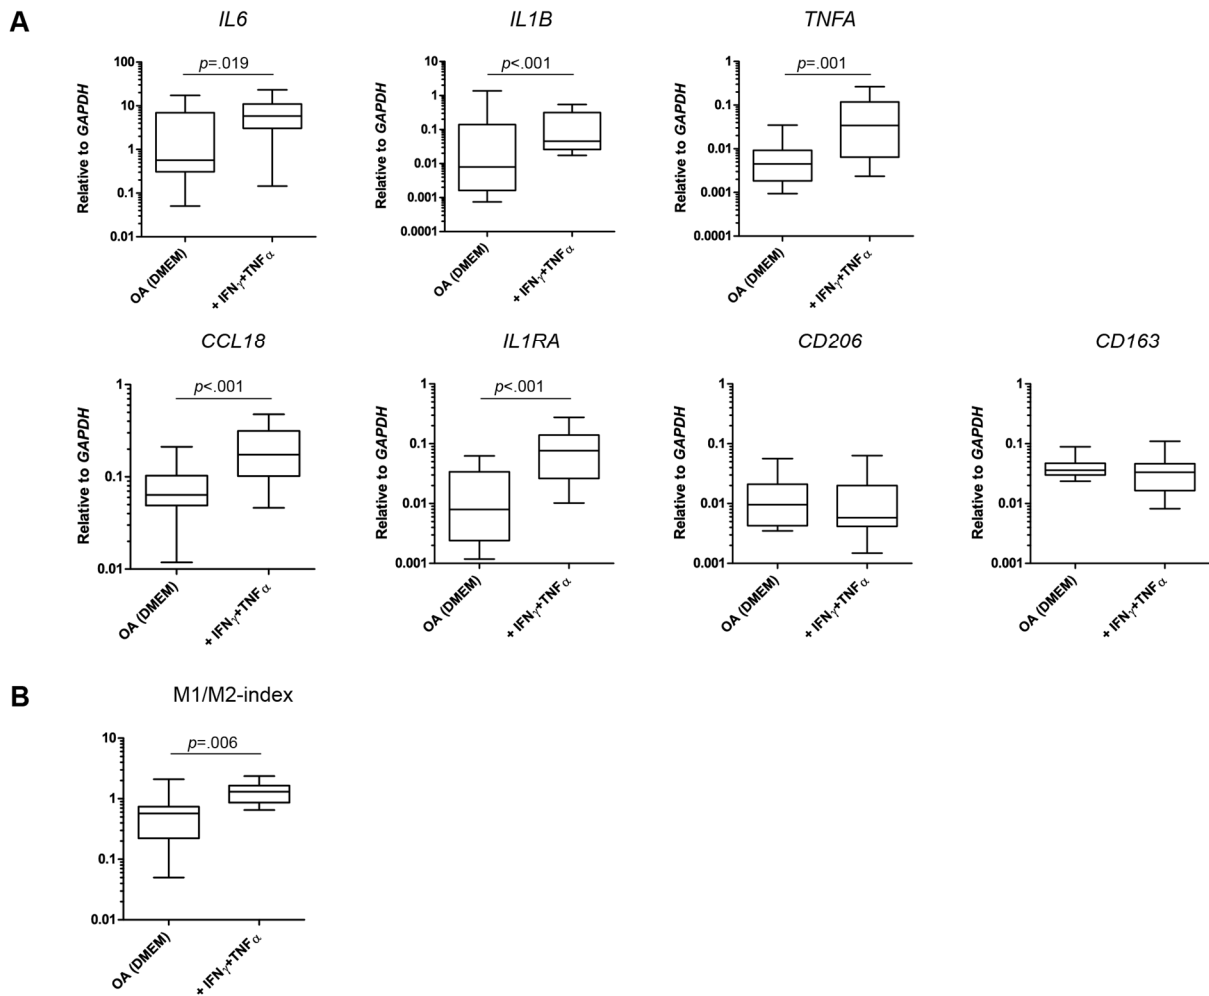 A
IL6
IL1B
TNFA
p=.019
p<.001
p=.001
Relative to GAPDH
100
10
1
0.1
0.01
Relative to GAPDH
10
1
0.1
0.01
0.001
0.0001
Relative to GAPDH
1
0.1
0.01
0.001
0.0001
OA (DMEM)
+ IFNγ+TNFα
OA (DMEM)
+ IFNγ+TNFα
OA (DMEM)
+ IFNγ+TNFα
CCL18
IL1RA
CD206
CD163
p<.001
p<.001
Relative to GAPDH
1
0.1
0.01
Relative to GAPDH
1
0.1
0.01
0.001
Relative to GAPDH
1
0.1
0.01
0.001
Relative to GAPDH
1
0.1
0.01
0.001
OA (DMEM)
+ IFNγ+TNFα
OA (DMEM)
+ IFNγ+TNFα
OA (DMEM)
+ IFNγ+TNFα
OA (DMEM)
+ IFNγ+TNFα
B
M1/M2-index
p=.006
10
1
0.1
0.01
OA (DMEM)
+ IFNγ+TNFα